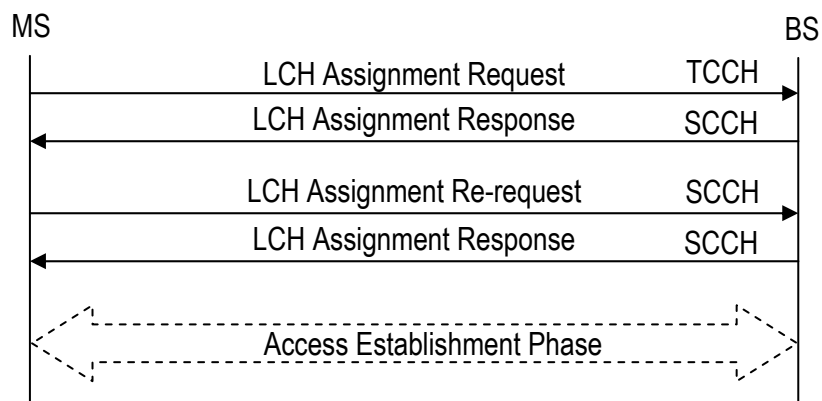 MS
BS
LCH Assignment Request TCCH
LCH Assignment Response SCCH
LCH Assignment Re-request SCCH
LCH Assignment Response SCCH
Access Establishment Phase